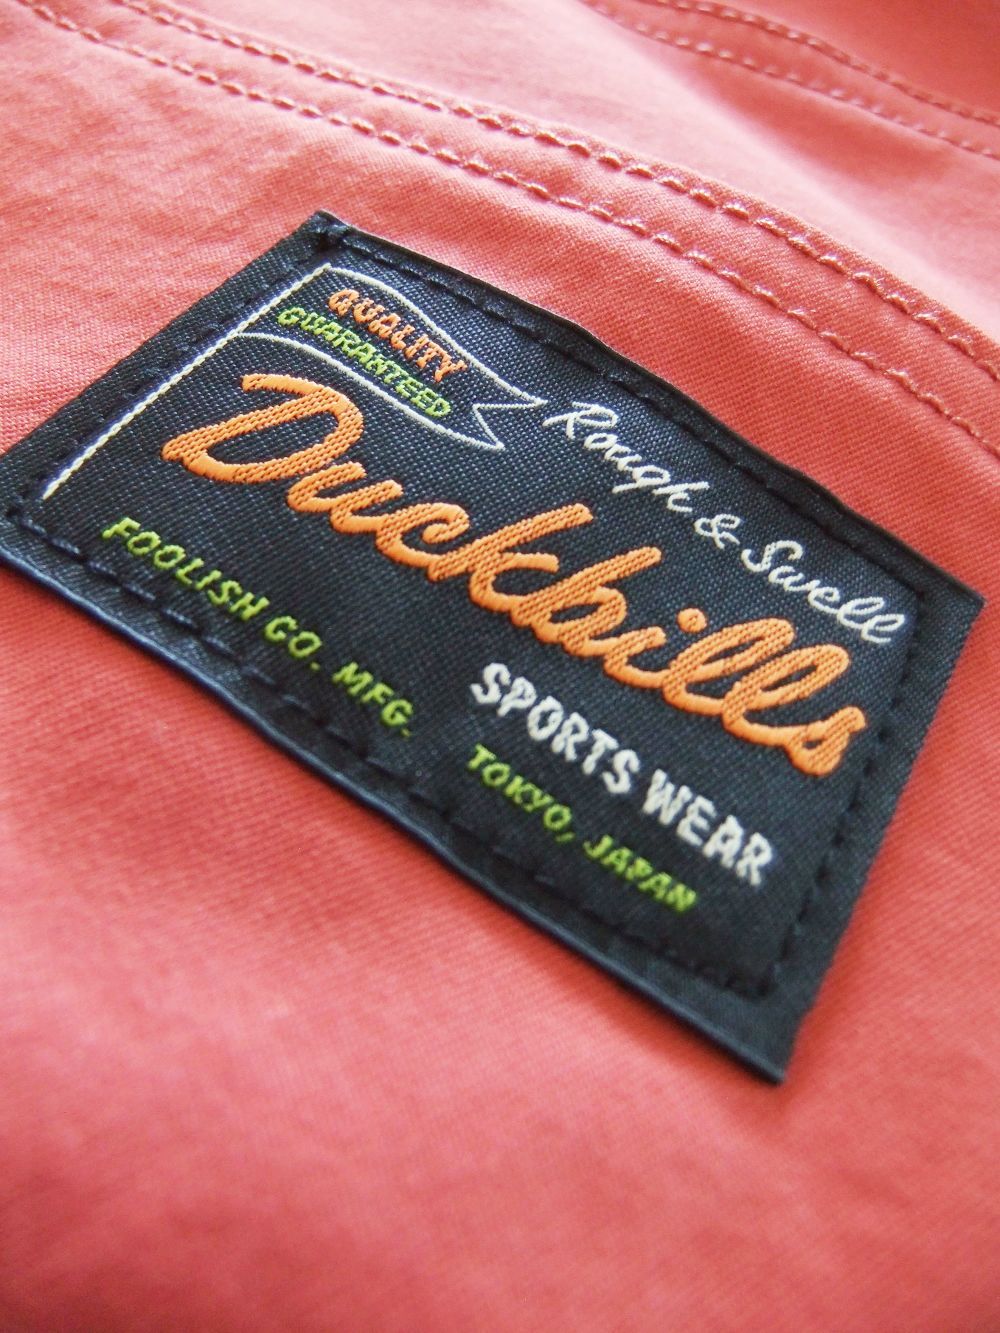 QUALITY
GUARANTEED
Rough & Swell
Duckbills
SPORTS WEAR
FOOLISH CO. MFG. TOKYO, JAPAN